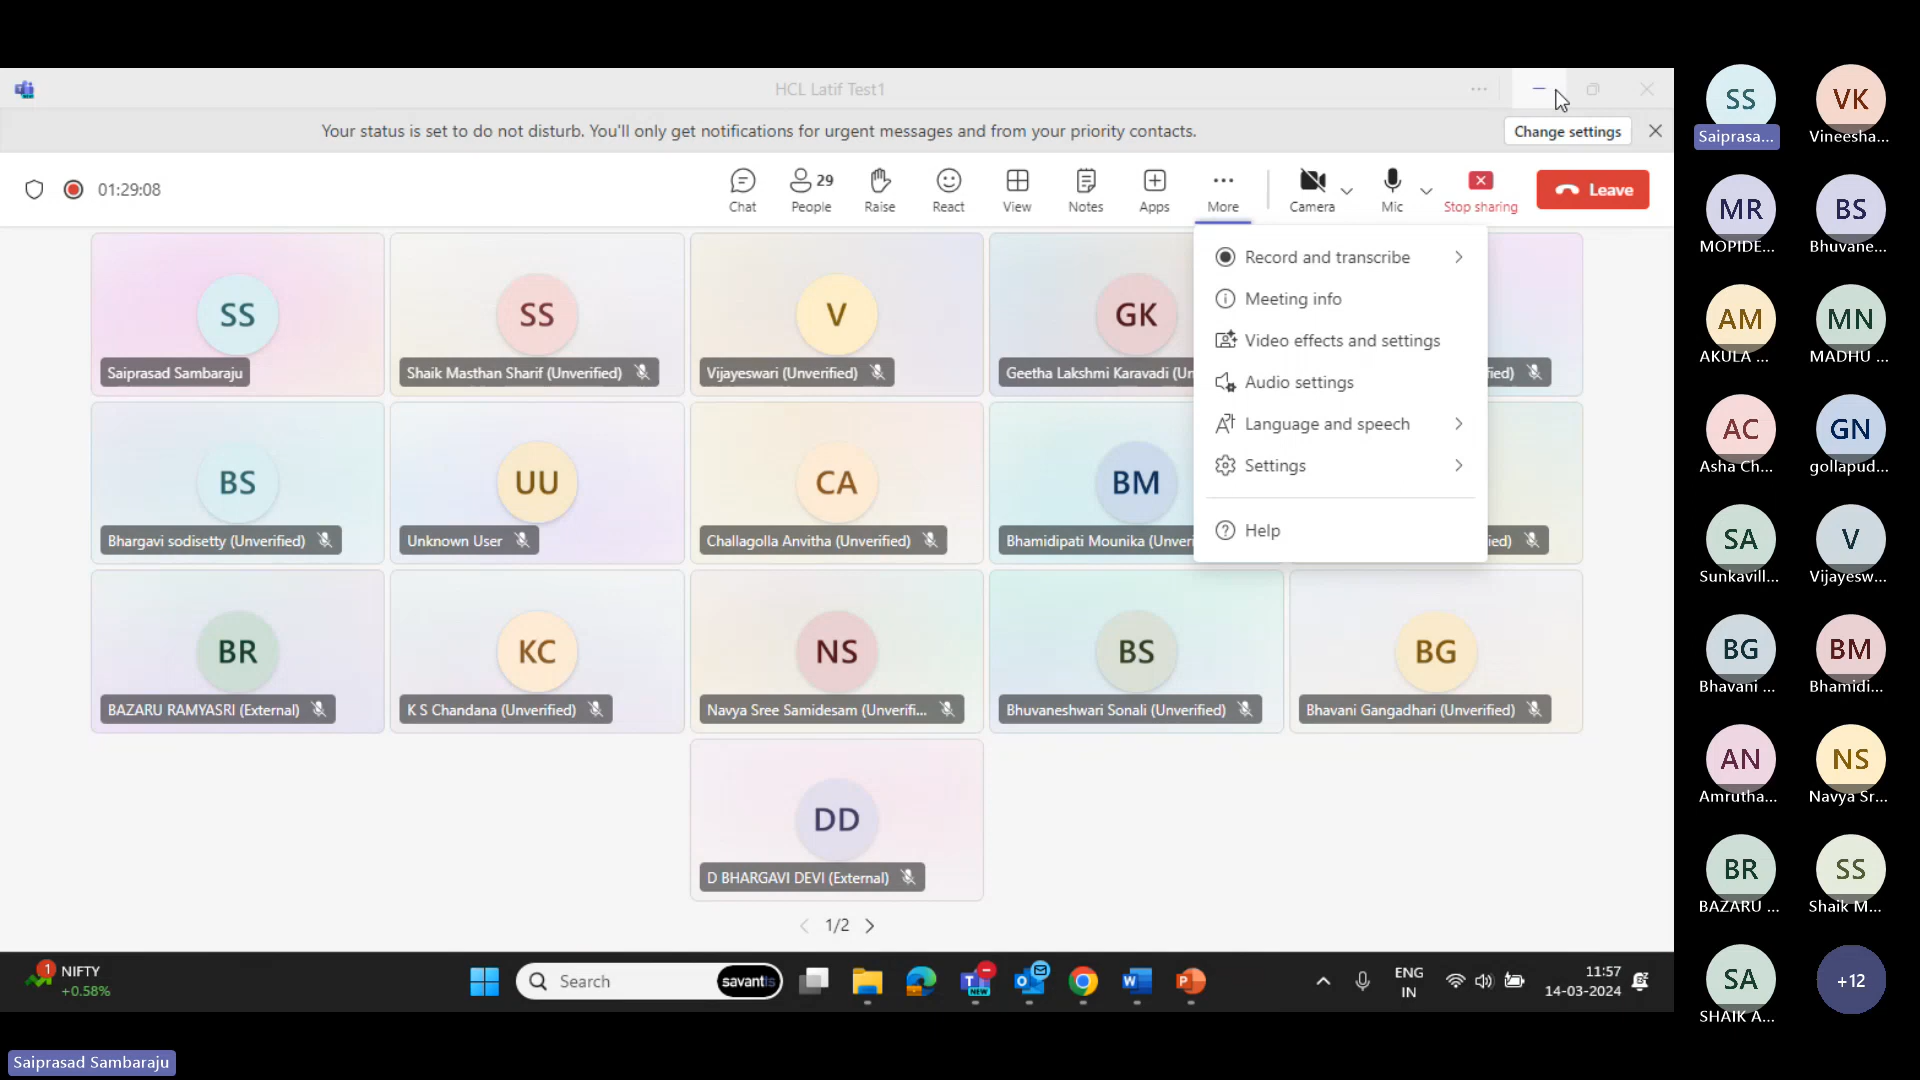 HCL Latif Test1
Your status is set to do not disturb. You'll only get notifications for urgent messages and from your priority contacts.
Change settings
01:29:08
Chat
29
People
Raise
React
View
Notes
Apps
More
Camera
Mic
Stop sharing
Leave
Record and transcribe
Meeting info
Video effects and settings
Audio settings
Language and speech
Settings
Help
SS
Saiprasad Sambaraju
SS
Shaik Masthan Sharif (Unverified)
V
Vijayeswari (Unverified)
GK
Geetha Lakshmi Karavadi (Un
fied)
BS
Bhargavi sodisetty (Unverified)
UU
Unknown User
CA
Challagolla Anvitha (Unverified)
BM
Bhamidipati Mounika (Unveri
ied)
BR
BAZARU RAMYASRI (External)
KC
K S Chandana (Unverified)
NS
Navya Sree Samidesam (Unverifi...
BS
Bhuvaneshwari Sonali (Unverified)
BG
Bhavani Gangadhari (Unverified)
DD
D BHARGAVI DEVI (External)
1/2
1
NIFTY
+0.58%
Search
savantis
NEW
ENG
IN
11:57
14-03-2024
SS
Saiprasa...
VK
Vineesha...
MR
MOPIDE...
BS
Bhuvane...
AM
AKULA ...
MN
MADHU ...
AC
Asha Ch...
GN
gollapud...
SA
Sunkavill...
V
Vijayesw...
BG
Bhavani ...
BM
Bhamidi...
AN
Amrutha...
NS
Navya Sr...
BR
BAZARU ...
SS
Shaik M...
SA
SHAIK A...
+12
Saiprasad Sambaraju